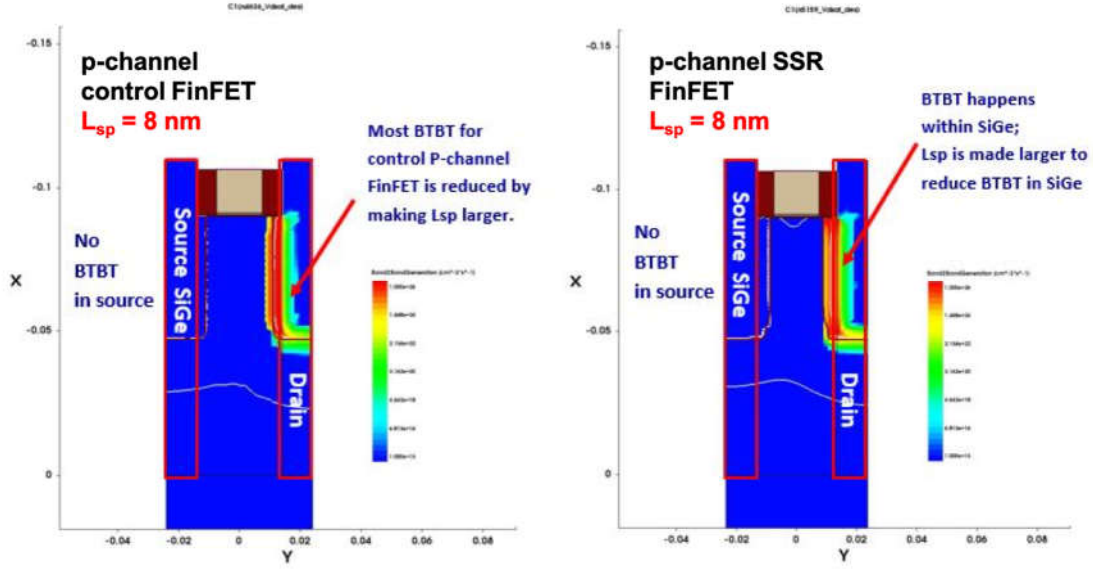 p-channel
control FinFET
L_sp = 8 nm
Most BTBT for
control P-channel
FinFET is reduced by
making Lsp larger.
No
BTBT
in source
Source SiGe
Drain
X
-0.15
-0.1
-0.05
0
-0.04
-0.02
0
0.02
0.04
0.06
0.08
Y
p-channel SSR
FinFET
L_sp = 8 nm
BTBT happens
within SiGe;
Lsp is made larger to
reduce BTBT in SiGe
No
BTBT
in source
Source SiGe
Drain
X
-0.15
-0.1
-0.05
0
-0.04
-0.02
0
0.02
0.04
0.06
0.08
Y